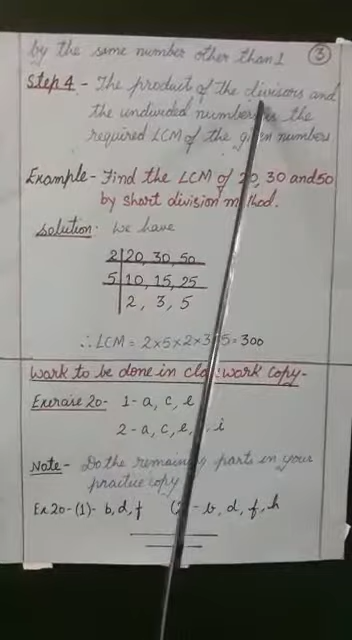 by the same number other than 1 3
Step 4 - The product of the divisors and
the undivided numbers is the
required LCM of the given numbers
Example - Find the LCM of 20, 30 and 50
by short division method.
Solution - We have
2 | 20, 30, 50
5 | 10, 15, 25
2, 3, 5
∴ LCM = 2×5×2×3×5 = 300
Work to be done in class work copy-
Exercise 20 - 1 - a, c, e
2 - a, c, e, i
Note - Do the remaining parts in your
practice copy
Ex. 20 - (1) - b, d, f (2) - b, d, f, h